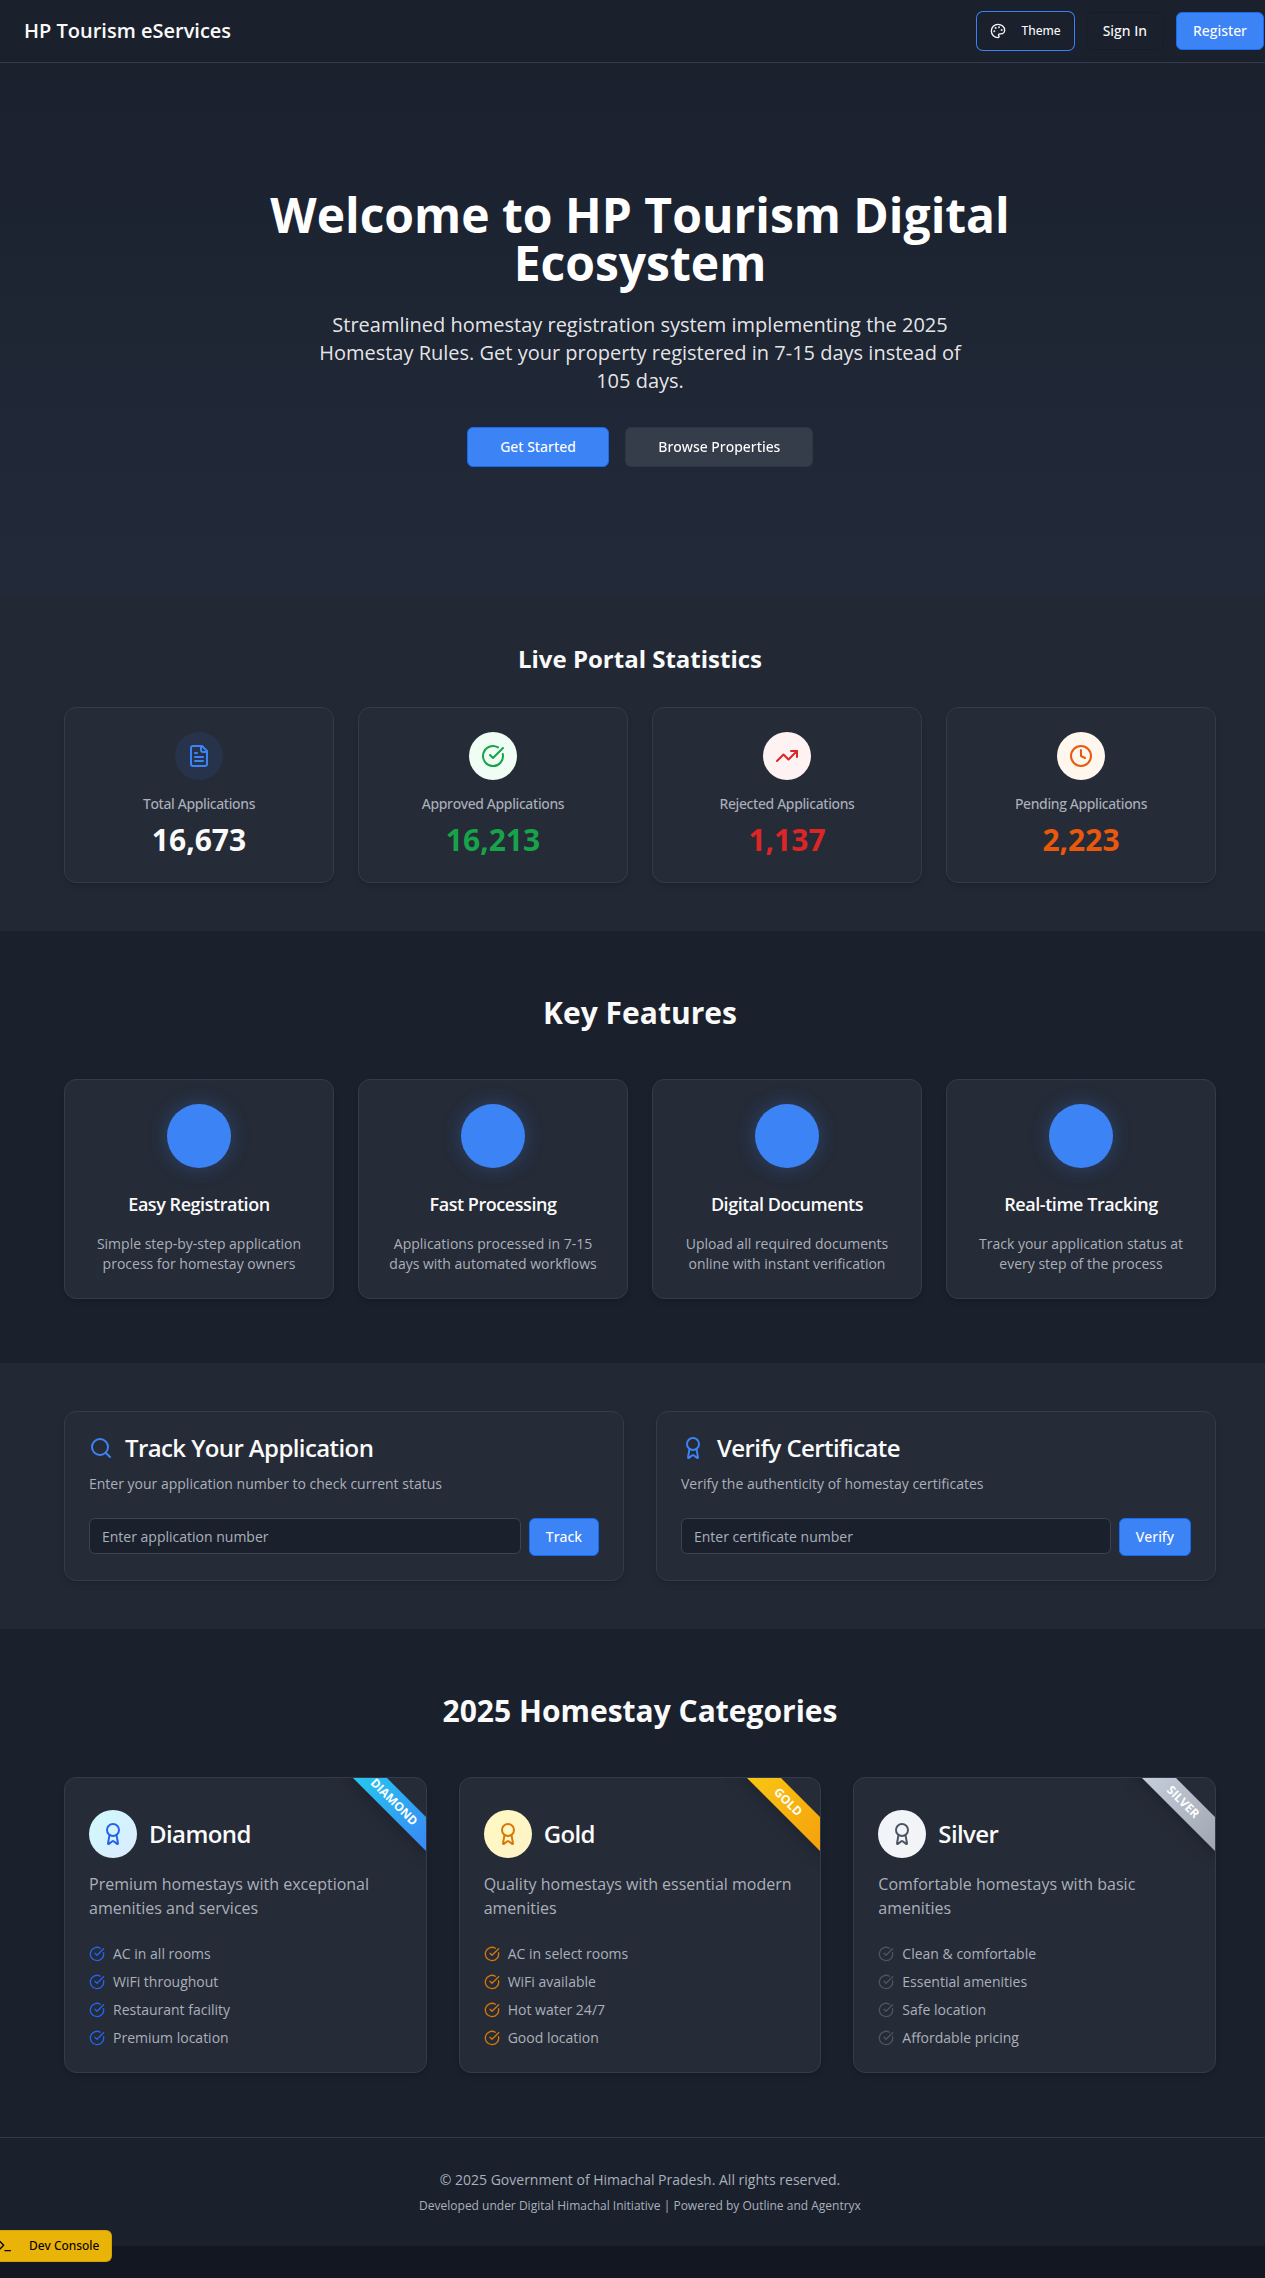 HP Tourism eServices
Theme
Sign In
Register
Welcome to HP Tourism Digital
Ecosystem
Streamlined homestay registration system implementing the 2025
Homestay Rules. Get your property registered in 7-15 days instead of
105 days.
Get Started
Browse Properties
Live Portal Statistics
Total Applications
16,673
Approved Applications
16,213
Rejected Applications
1,137
Pending Applications
2,223
Key Features
Easy Registration
Simple step-by-step application
process for homestay owners
Fast Processing
Applications processed in 7-15
days with automated workflows
Digital Documents
Upload all required documents
online with instant verification
Real-time Tracking
Track your application status at
every step of the process
Track Your Application
Enter your application number to check current status
Enter application number
Track
Verify Certificate
Verify the authenticity of homestay certificates
Enter certificate number
Verify
2025 Homestay Categories
DIAMOND
Diamond
Premium homestays with exceptional
amenities and services
AC in all rooms
WiFi throughout
Restaurant facility
Premium location
GOLD
Gold
Quality homestays with essential modern
amenities
AC in select rooms
WiFi available
Hot water 24/7
Good location
SILVER
Silver
Comfortable homestays with basic
amenities
Clean & comfortable
Essential amenities
Safe location
Affordable pricing
© 2025 Government of Himachal Pradesh. All rights reserved.
Developed under Digital Himachal Initiative | Powered by Outline and Agentryx
Dev Console